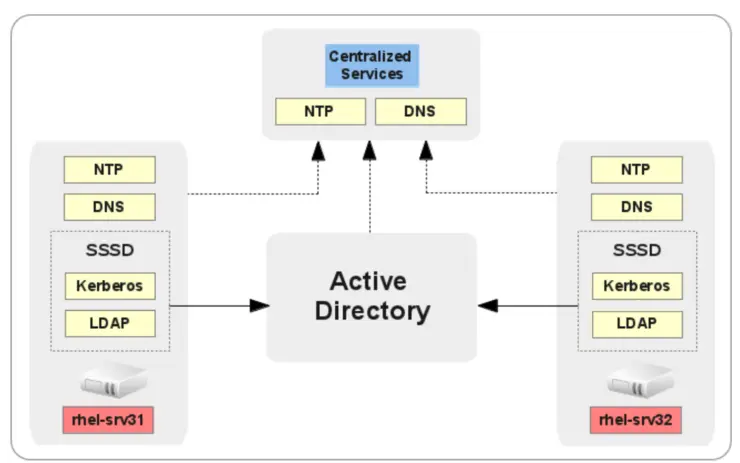 Centralized
Services
NTP
DNS
NTP
DNS
SSSD
Kerberos
LDAP
rhel-srv31
Active
Directory
NTP
DNS
SSSD
Kerberos
LDAP
rhel-srv32